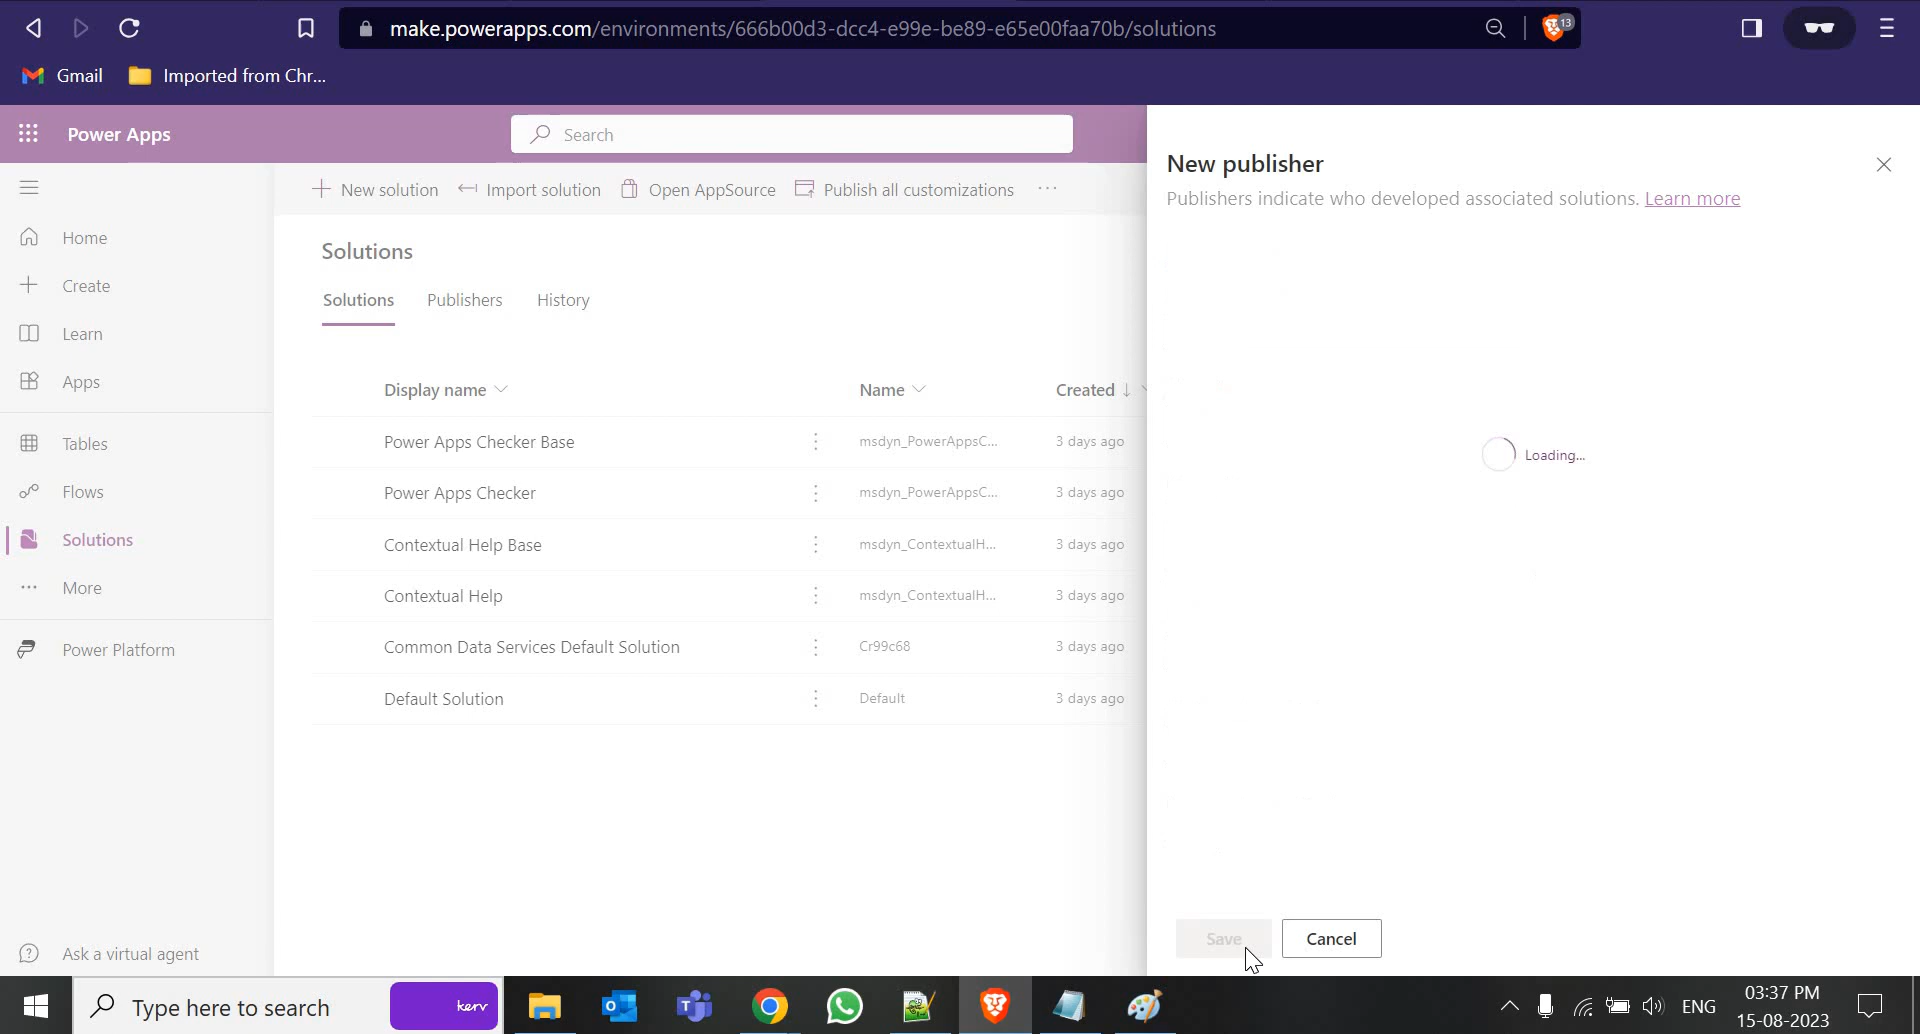 make.powerapps.com/environments/666b00d3-dcc4-e99e-be89-e65e00faa70b/solutions
13
Gmail
Imported from Chr...
Power Apps
Search
New publisher
Publishers indicate who developed associated solutions. Learn more
New solution
Import solution
Open AppSource
Publish all customizations
Home
Create
Learn
Apps
Tables
Flows
Solutions
More
Power Platform
Ask a virtual agent
Solutions
Solutions
Publishers
History
Display name
Name
Created
Power Apps Checker Base
msdyn_PowerAppsC...
3 days ago
Power Apps Checker
msdyn_PowerAppsC...
3 days ago
Contextual Help Base
msdyn_ContextualH...
3 days ago
Contextual Help
msdyn_ContextualH...
3 days ago
Common Data Services Default Solution
Cr99c68
3 days ago
Default Solution
Default
3 days ago
Loading...
Save
Cancel
Type here to search
kerv
ENG
03:37 PM
15-08-2023